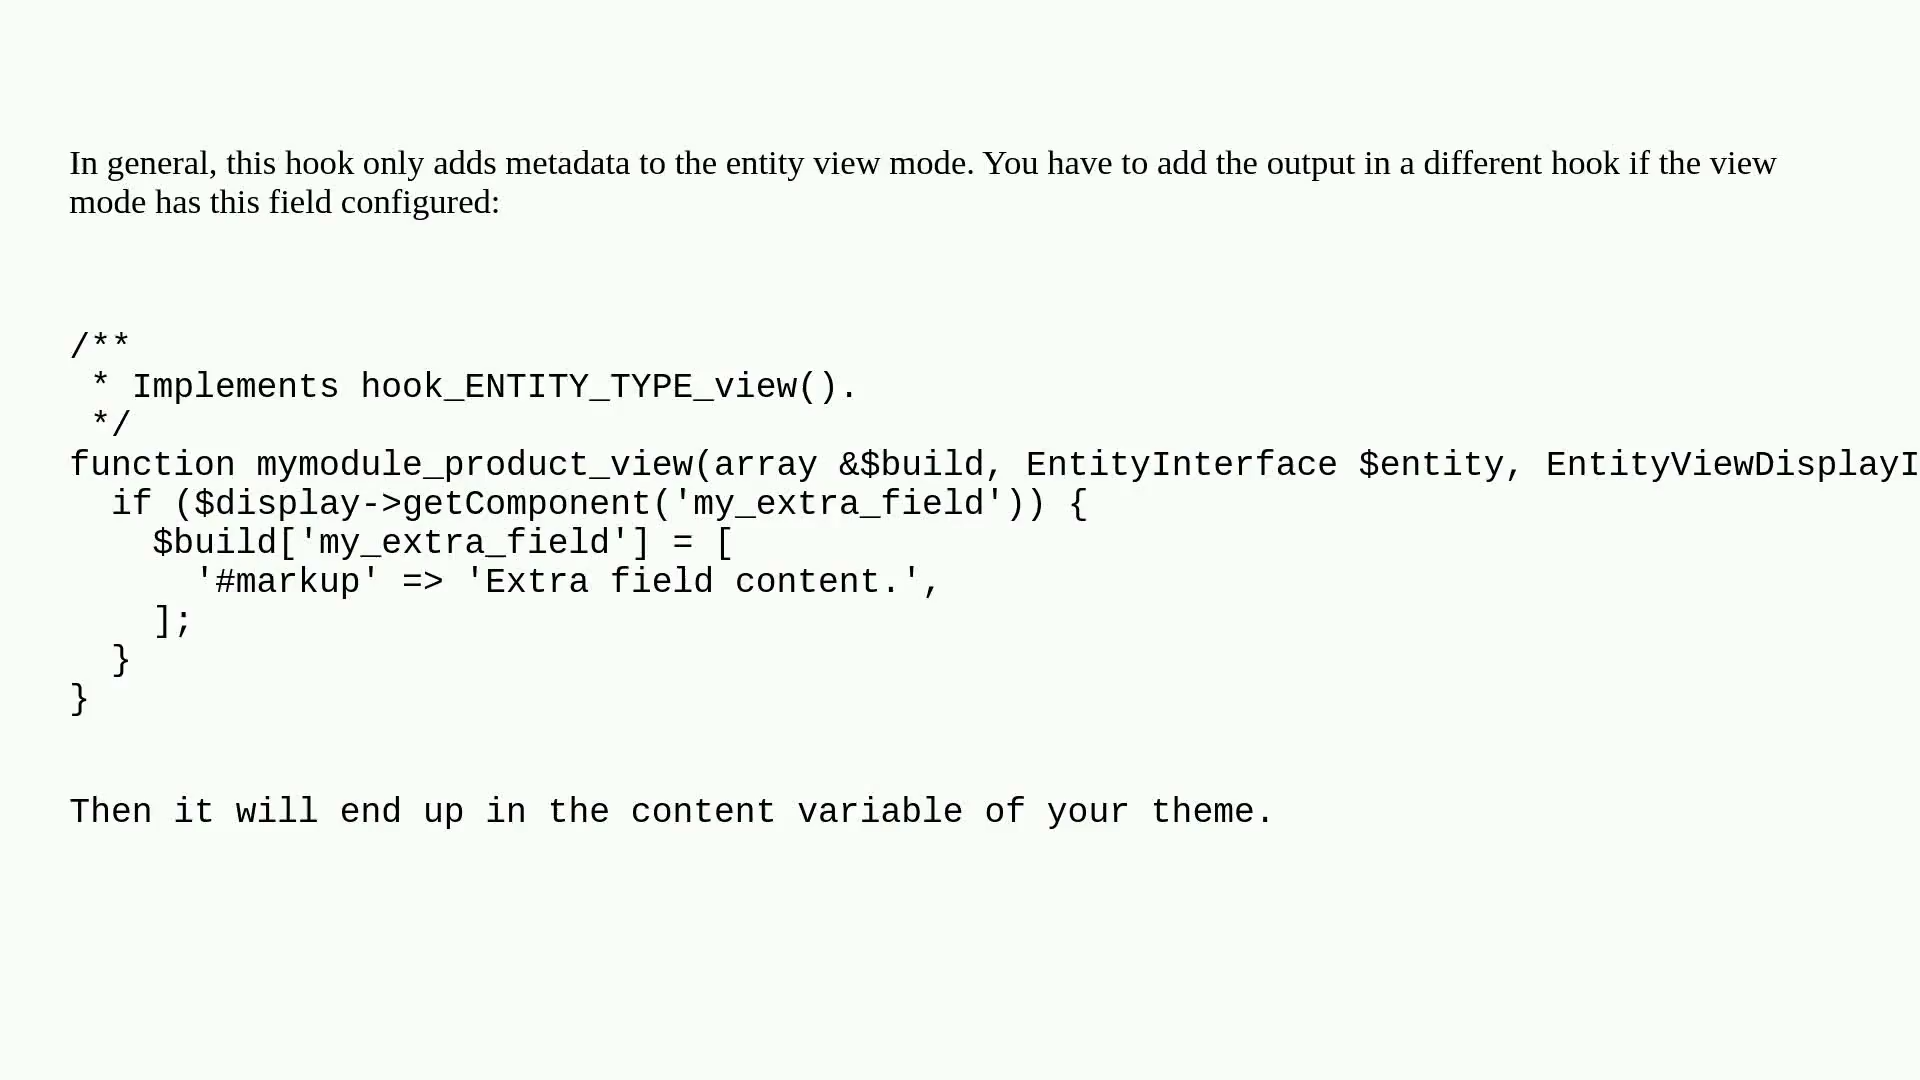 In general, this hook only adds metadata to the entity view mode. You have to add the output in a different hook if the view
mode has this field configured:
/**
 * Implements hook_ENTITY_TYPE_view().
 */
function mymodule_product_view(array &$build, EntityInterface $entity, EntityViewDisplayI
  if ($display->getComponent('my_extra_field')) {
    $build['my_extra_field'] = [
      '#markup' => 'Extra field content.',
    ];
  }
}
Then it will end up in the content variable of your theme.